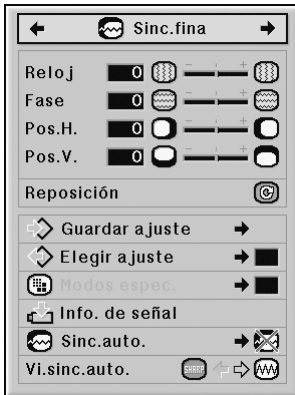 Sinc.fina
Reloj 0
Fase 0
Pos.H. 0
Pos.V. 0
Reposición
Guardar ajuste
Elegir ajuste
Modos espec.
Info. de señal
Sinc.auto.
Vi.sinc.auto. SHARP